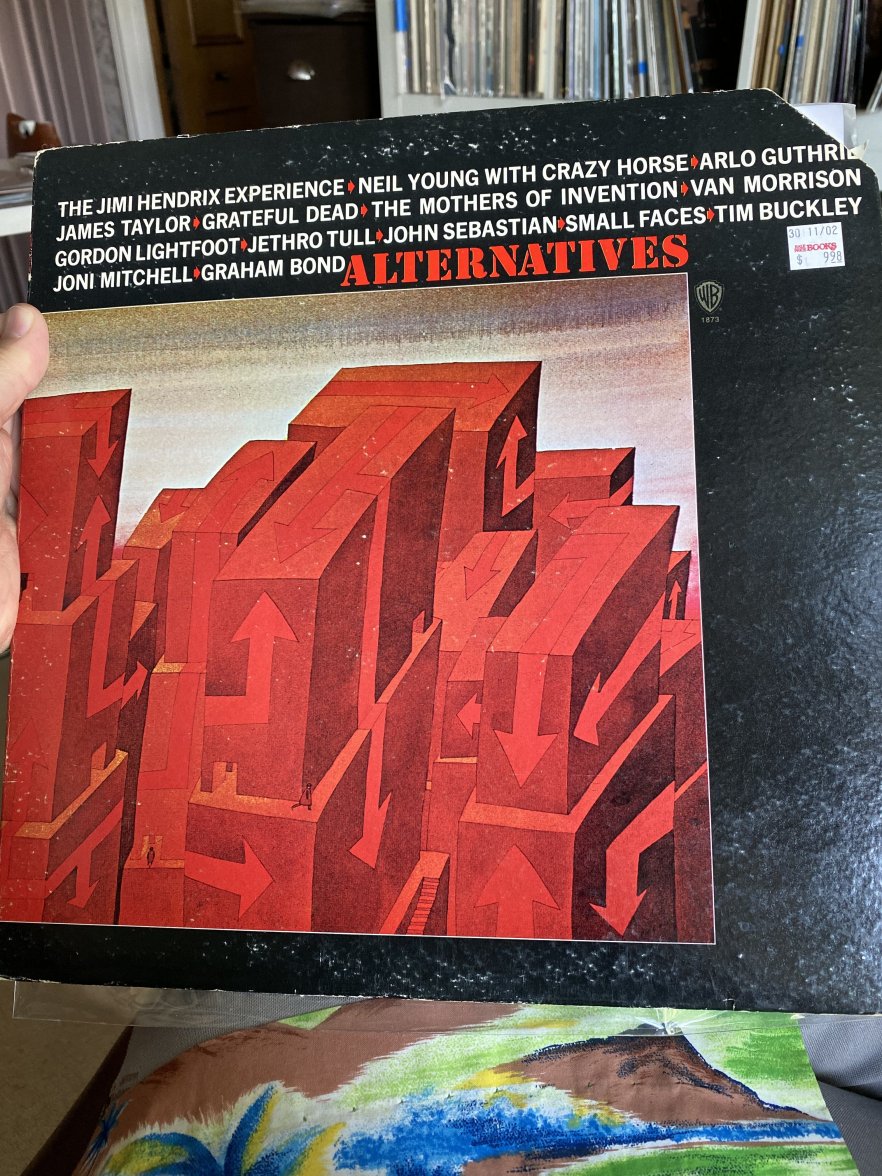 THE JIMI HENDRIX EXPERIENCE NEIL YOUNG WITH CRAZY HORSE ARLO GUTHRIE
JAMES TAYLOR GRATEFUL DEAD THE MOTHERS OF INVENTION VAN MORRISON
GORDON LIGHTFOOT JETHRO TULL JOHN SEBASTIAN SMALL FACES TIM BUCKLEY
JONI MITCHELL GRAHAM BOND ALTERNATIVES
30 11/02
BOOKS
$ 998
WB
1873